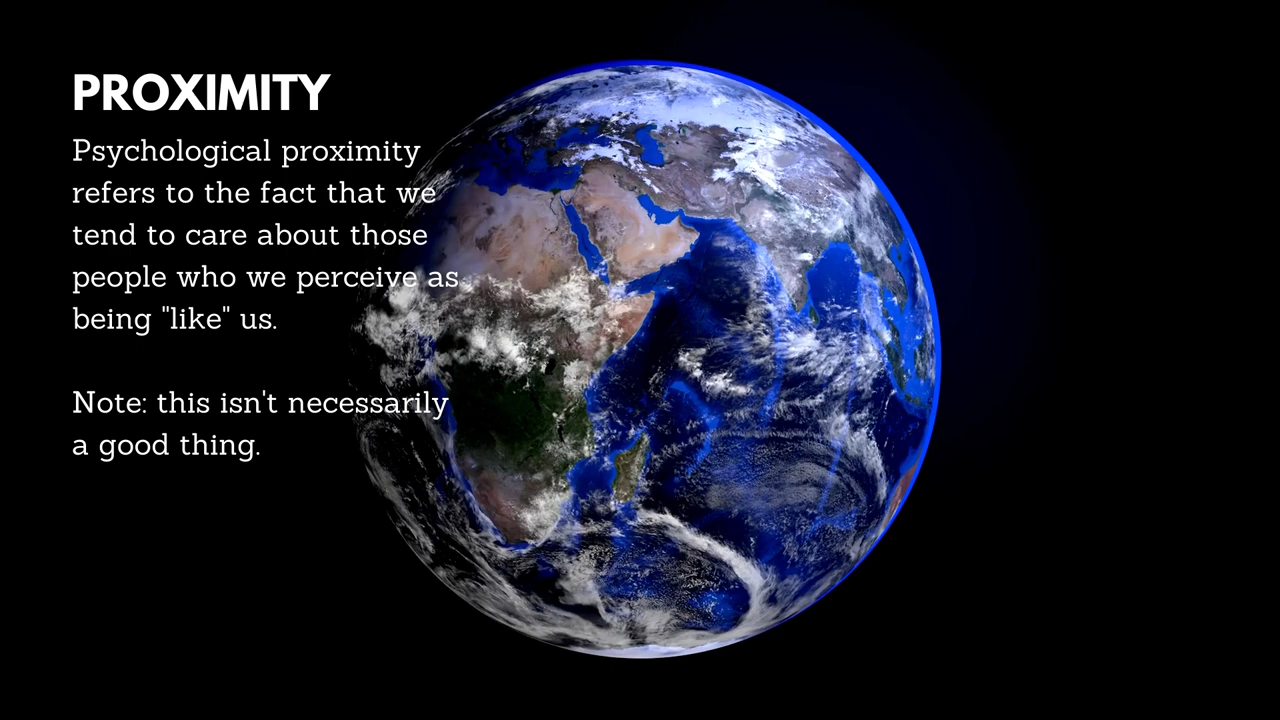 PROXIMITY
Psychological proximity
refers to the fact that we
tend to care about those
people who we perceive as
being "like" us.
Note: this isn't necessarily
a good thing.